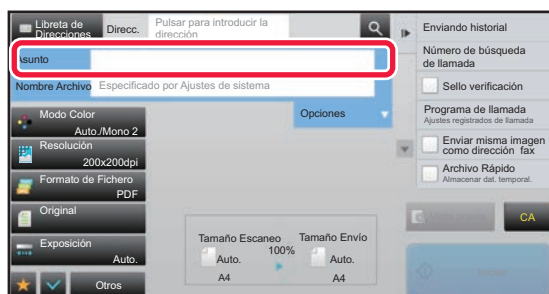 Libreta de
Direcciones
Direcc.
Pulsar para introducir la
dirección
Asunto
Nombre Archivo
Especificado por Ajustes de sistema
Opciones
Modo Color
Auto./Mono 2
Resolución
200x200dpi
Formato de Fichero
PDF
Original
Exposición
Auto.
Otros
Tamaño Escaneo
Auto.
A4
100%
Tamaño Envío
Auto.
A4
Enviando historial
Número de búsqueda
de llamada
Sello verificación
Programa de llamada
Ajustes registrados de llamada
Enviar misma imagen
como dirección fax
Archivo Rápido
Almacenar dat. temporal.
CA